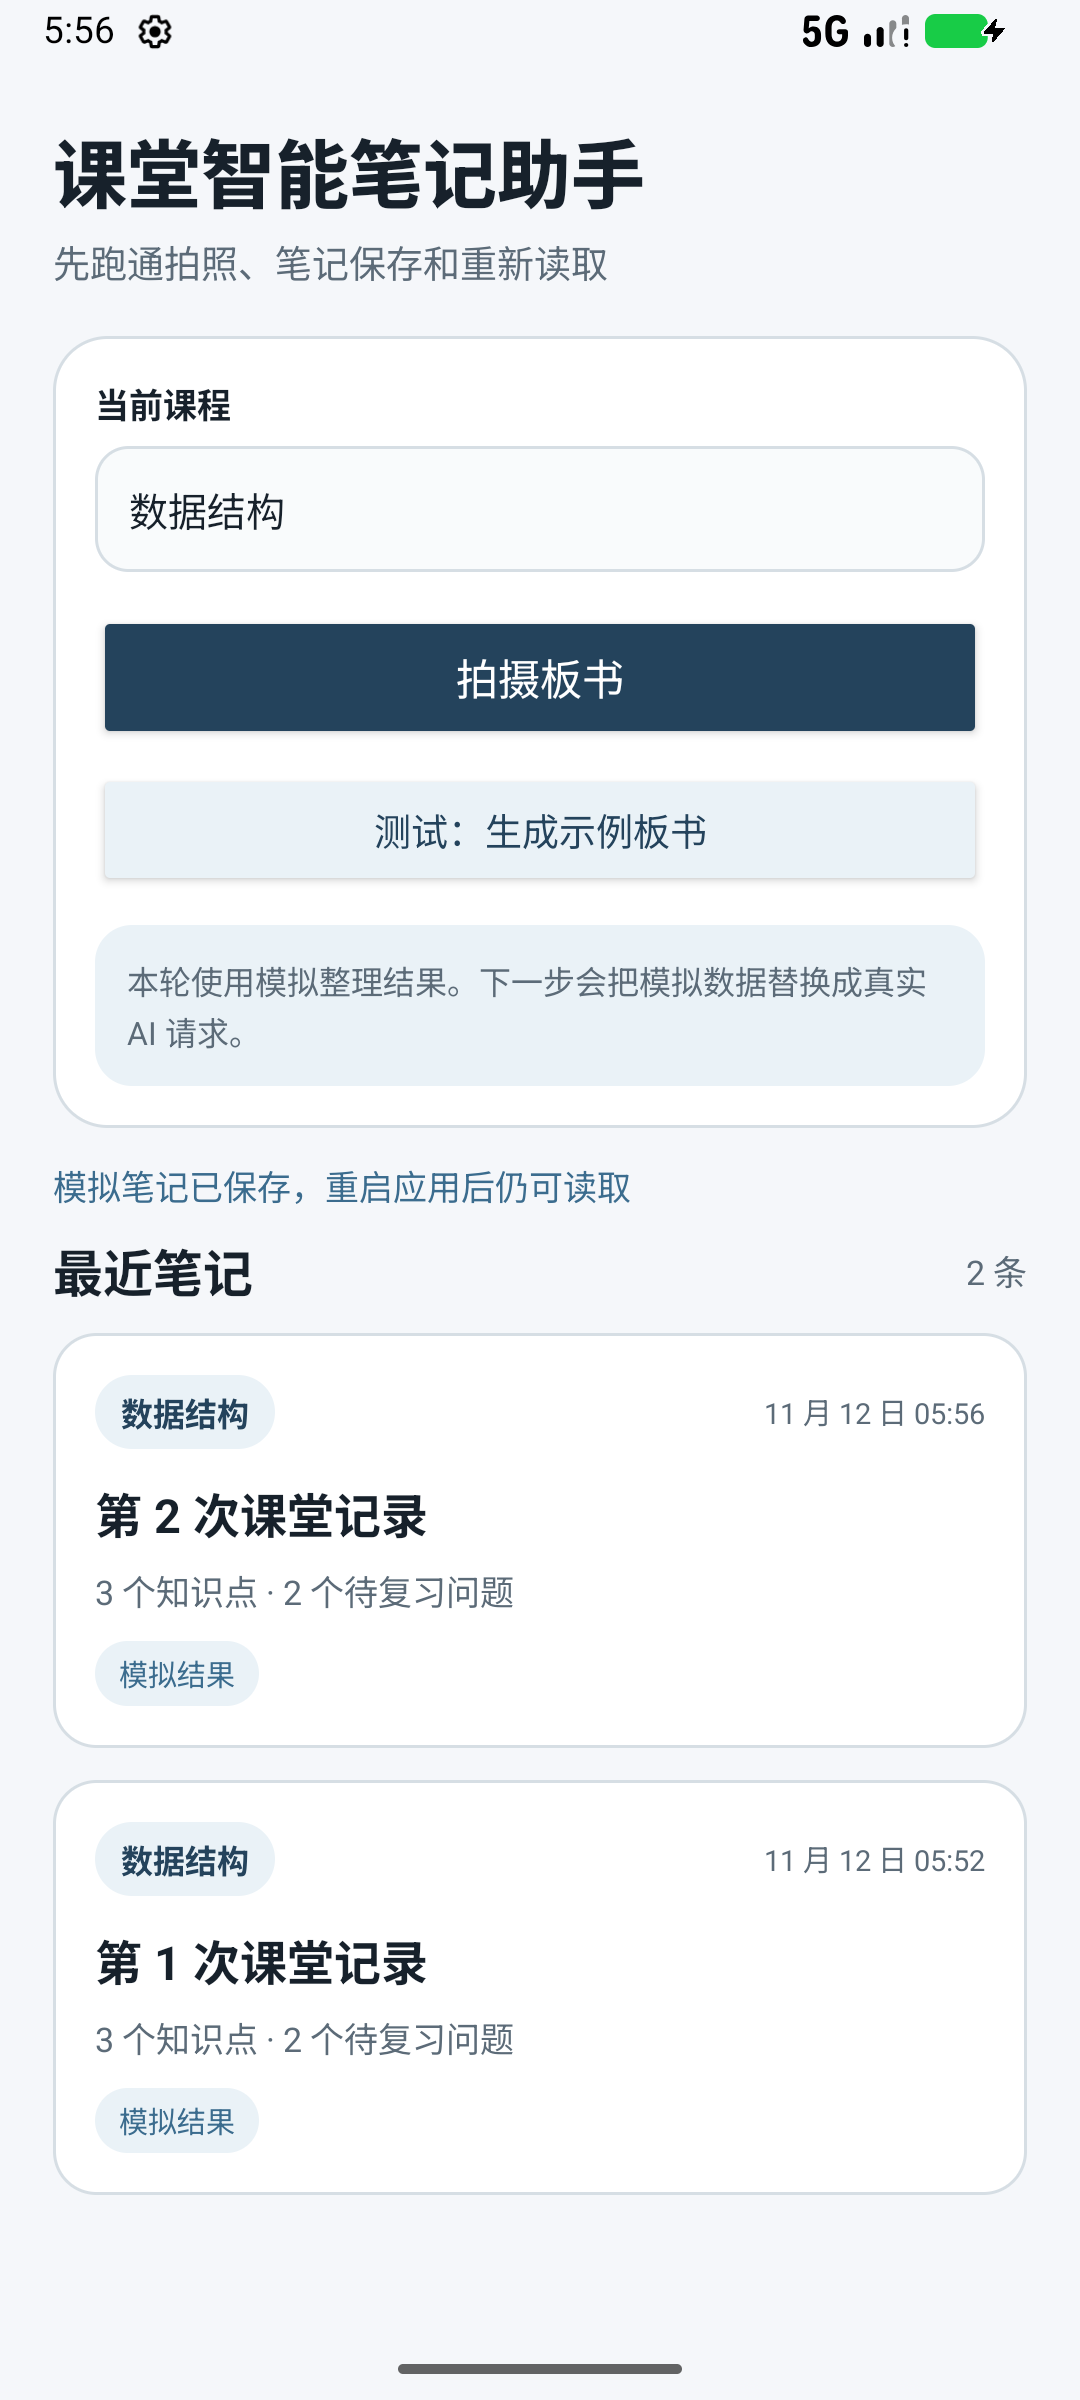 5:56 5G
课堂智能笔记助手
先跑通拍照、笔记保存和重新读取
当前课程
数据结构
拍摄板书
测试：生成示例板书
本轮使用模拟整理结果。下一步会把模拟数据替换成真实
AI 请求。
模拟笔记已保存，重启应用后仍可读取
最近笔记 2 条
数据结构 11 月 12 日 05:56
第 2 次课堂记录
3 个知识点 · 2 个待复习问题
模拟结果
数据结构 11 月 12 日 05:52
第 1 次课堂记录
3 个知识点 · 2 个待复习问题
模拟结果